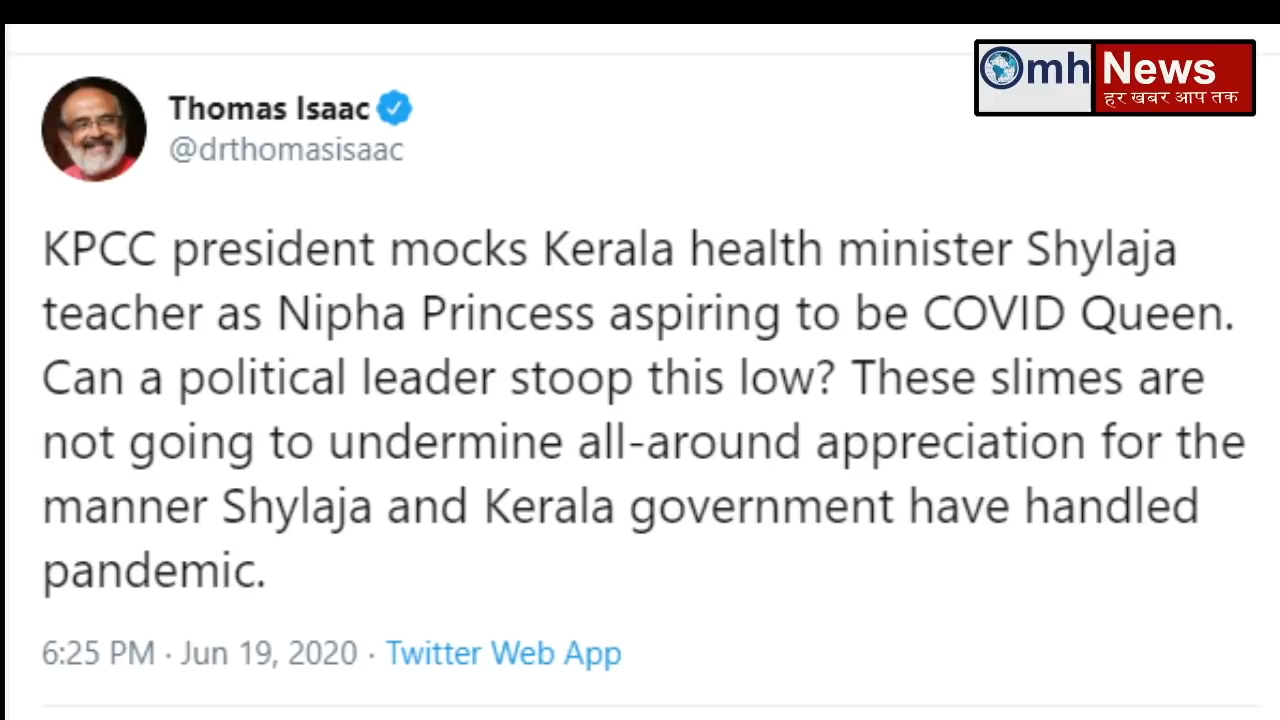 Omh News
हर खबर आप तक
Thomas Isaac
@drthomasisaac
KPCC president mocks Kerala health minister Shylaja
teacher as Nipha Princess aspiring to be COVID Queen.
Can a political leader stoop this low? These slimes are
not going to undermine all-around appreciation for the
manner Shylaja and Kerala government have handled
pandemic.
6:25 PM · Jun 19, 2020 · Twitter Web App